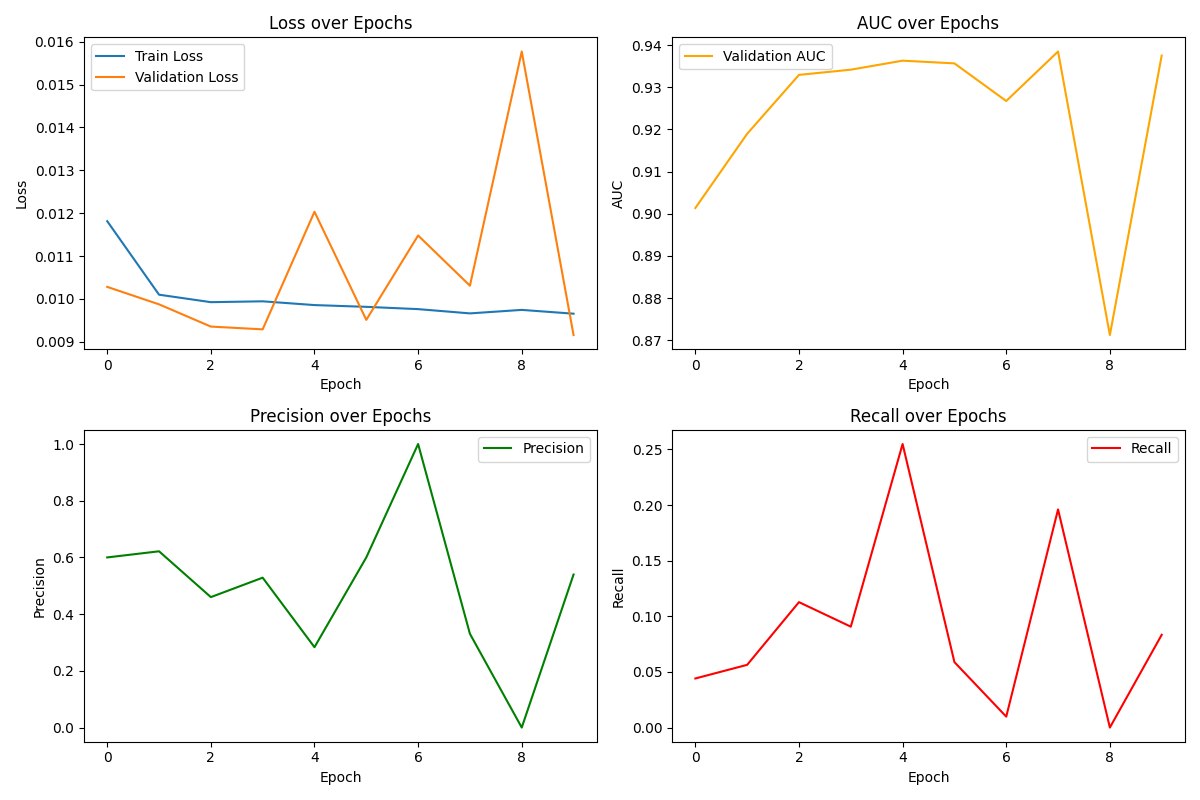 Loss over Epochs
Train Loss
Validation Loss
0.016
0.015
0.014
0.013
0.012
0.011
0.010
0.009
Loss
0 2 4 6 8
Epoch
AUC over Epochs
Validation AUC
0.94
0.93
0.92
0.91
0.90
0.89
0.88
0.87
AUC
0 2 4 6 8
Epoch
Precision over Epochs
Precision
1.0
0.8
0.6
0.4
0.2
0.0
Precision
0 2 4 6 8
Epoch
Recall over Epochs
Recall
0.25
0.20
0.15
0.10
0.05
0.00
Recall
0 2 4 6 8
Epoch